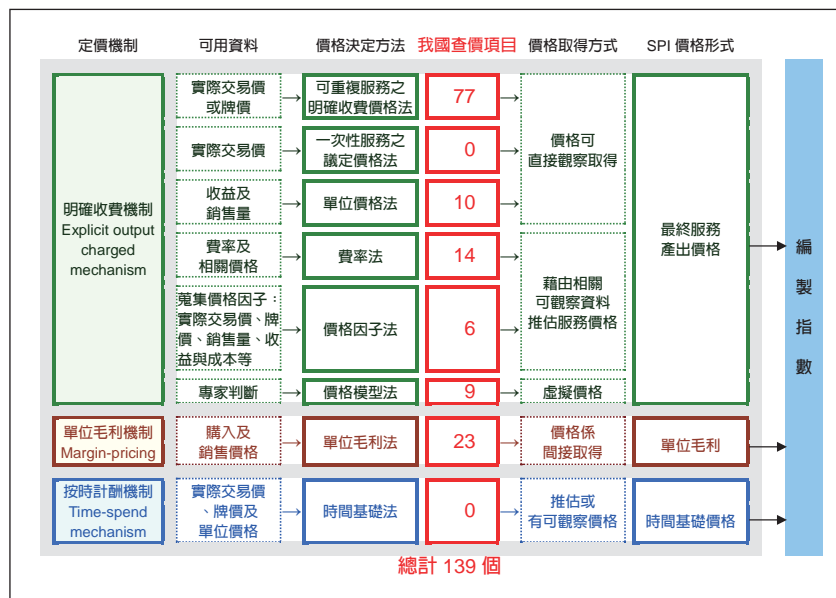 定價機制
可用資料
價格決定方法
我國查價項目
價格取得方式
SPI 價格形式
明確收費機制
Explicit output
charged
mechanism
實際交易價
或牌價
→
可重複服務之
明確收費價格法
77
→
實際交易價
→
一次性服務之
議定價格法
0
→
價格可
直接觀察取得
收益及
銷售量
→
單位價格法
10
→
費率及
相關價格
→
費率法
14
→
蒐集價格因子：
實際交易價、牌
價、銷售量、收
益與成本等
→
價格因子法
6
→
藉由相關
可觀察資料
推估服務價格
專家判斷
→
價格模型法
9
→
虛擬價格
最終服務
產出價格
單位毛利機制
Margin-pricing
購入及
銷售價格
→
單位毛利法
23
→
價格係
間接取得
單位毛利
按時計酬機制
Time-spend
mechanism
實際交易價
、牌價及
單位價格
→
時間基礎法
0
→
推估或
有可觀察價格
時間基礎價格
編
製
指
數
總計 139 個